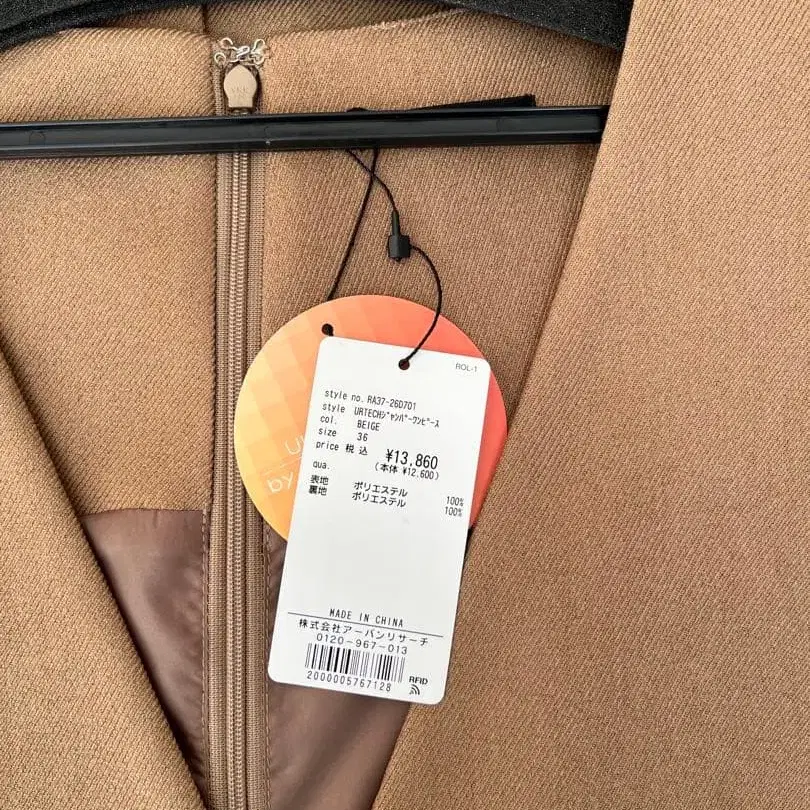 YKK
ROL-1
style no. RA37-26D701
style URTECHｼﾞｬﾝﾊﾟｰﾜﾝﾋﾟｰｽ
col. BEIGE
size 36
price 税込 ¥13,860
(本体 ¥12,600)
qua.
表地 ポリエステル 100%
裏地 ポリエステル 100%
MADE IN CHINA
株式会社アーバンリサーチ
0120-967-013
2000005767128
RFID
by